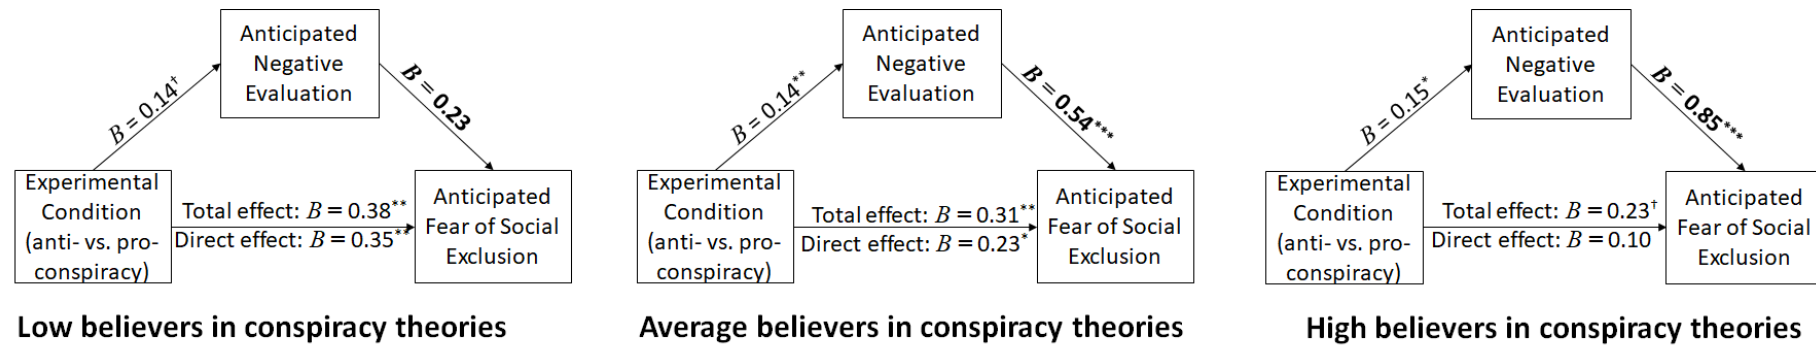 Anticipated
Negative
Evaluation
B = 0.14†
B = 0.23
Experimental
Condition
(anti- vs. pro-
conspiracy)
Total effect: B = 0.38**
Direct effect: B = 0.35**
Anticipated
Fear of Social
Exclusion
Low believers in conspiracy theories
Anticipated
Negative
Evaluation
B = 0.14**
B = 0.54***
Experimental
Condition
(anti- vs. pro-
conspiracy)
Total effect: B = 0.31**
Direct effect: B = 0.23*
Anticipated
Fear of Social
Exclusion
Average believers in conspiracy theories
Anticipated
Negative
Evaluation
B = 0.15*
B = 0.85***
Experimental
Condition
(anti- vs. pro-
conspiracy)
Total effect: B = 0.23†
Direct effect: B = 0.10
Anticipated
Fear of Social
Exclusion
High believers in conspiracy theories